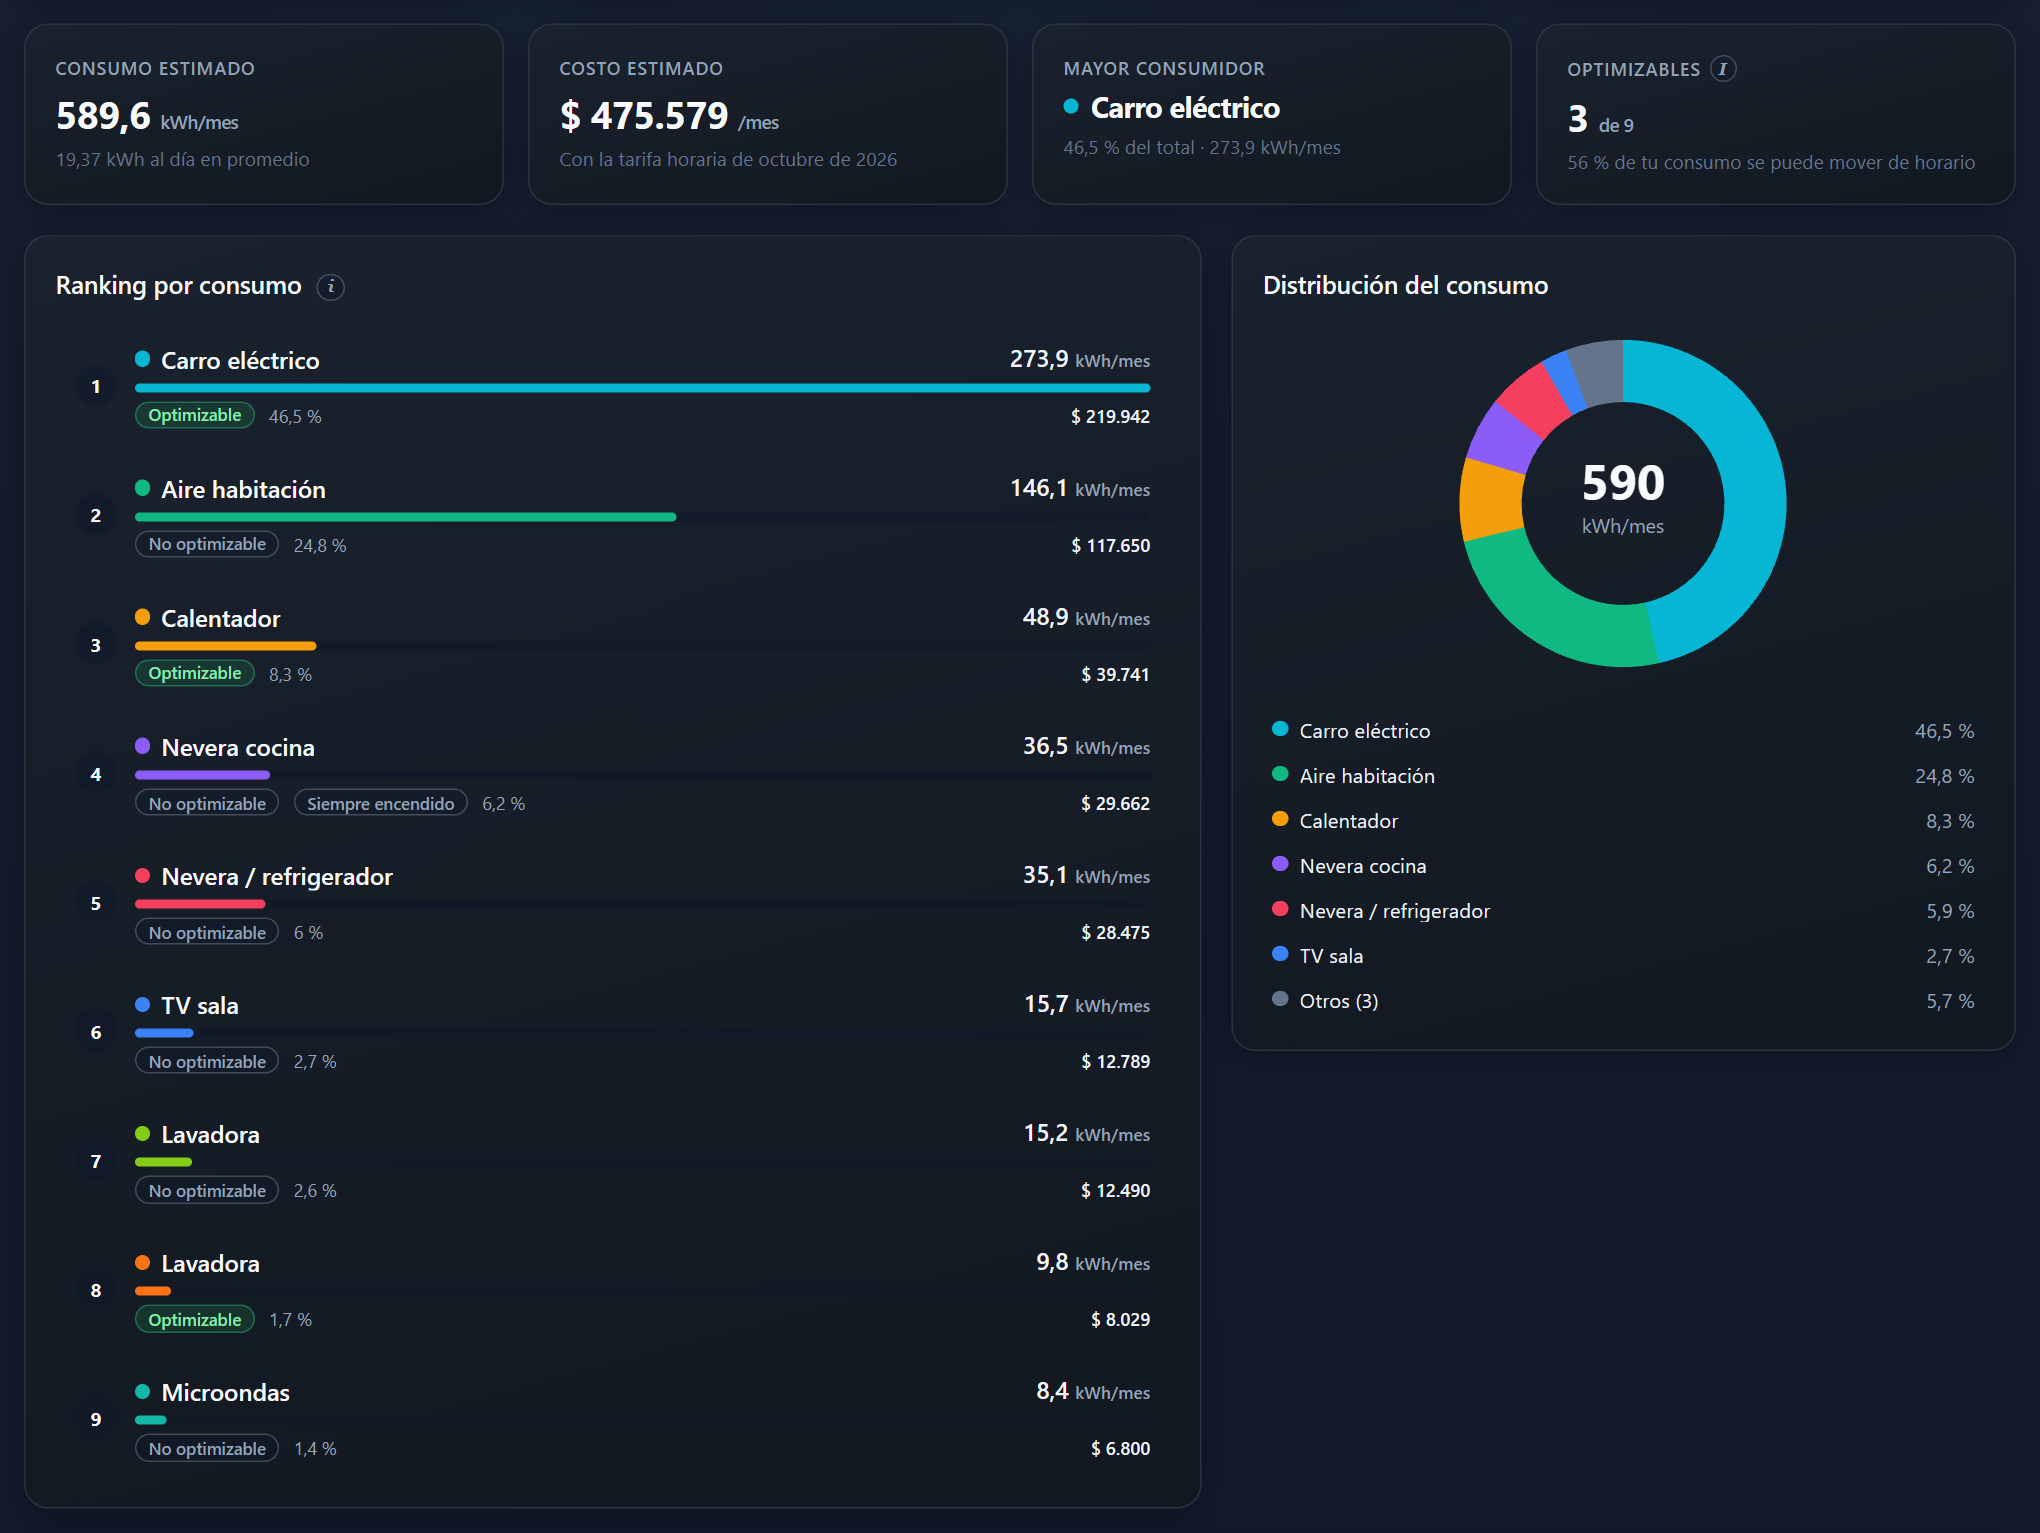 CONSUMO ESTIMADO
589,6 kWh/mes
19,37 kWh al día en promedio
COSTO ESTIMADO
$ 475.579 /mes
Con la tarifa horaria de octubre de 2026
MAYOR CONSUMIDOR
Carro eléctrico
46,5 % del total · 273,9 kWh/mes
OPTIMIZABLES i
3 de 9
56 % de tu consumo se puede mover de horario
Ranking por consumo i
1
Carro eléctrico 273,9 kWh/mes
Optimizable 46,5 % $ 219.942
2
Aire habitación 146,1 kWh/mes
No optimizable 24,8 % $ 117.650
3
Calentador 48,9 kWh/mes
Optimizable 8,3 % $ 39.741
4
Nevera cocina 36,5 kWh/mes
No optimizable Siempre encendido 6,2 % $ 29.662
5
Nevera / refrigerador 35,1 kWh/mes
No optimizable 6 % $ 28.475
6
TV sala 15,7 kWh/mes
No optimizable 2,7 % $ 12.789
7
Lavadora 15,2 kWh/mes
No optimizable 2,6 % $ 12.490
8
Lavadora 9,8 kWh/mes
Optimizable 1,7 % $ 8.029
9
Microondas 8,4 kWh/mes
No optimizable 1,4 % $ 6.800
Distribución del consumo
590
kWh/mes
Carro eléctrico 46,5 %
Aire habitación 24,8 %
Calentador 8,3 %
Nevera cocina 6,2 %
Nevera / refrigerador 5,9 %
TV sala 2,7 %
Otros (3) 5,7 %